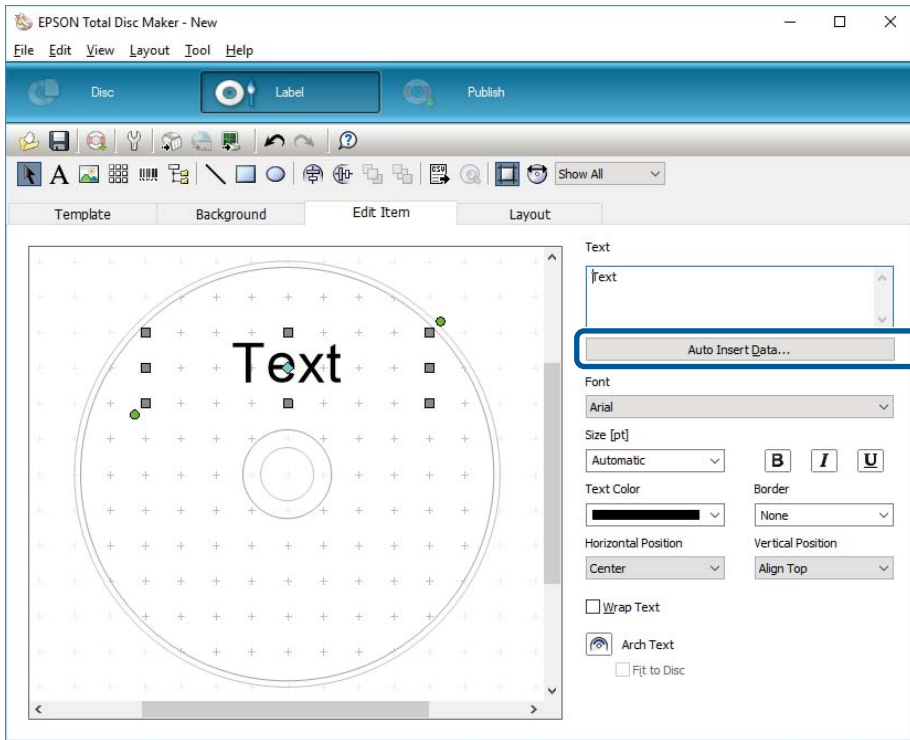 EPSON Total Disc Maker - New
File Edit View Layout Tool Help
Disc Label Publish
A CSV Show All
Template Background Edit Item Layout
Text
Text
Text
Auto Insert Data...
Font
Arial
Size [pt]
Automatic B I U
Text Color Border
None
Horizontal Position Vertical Position
Center Align Top
Wrap Text
Arch Text
Fit to Disc